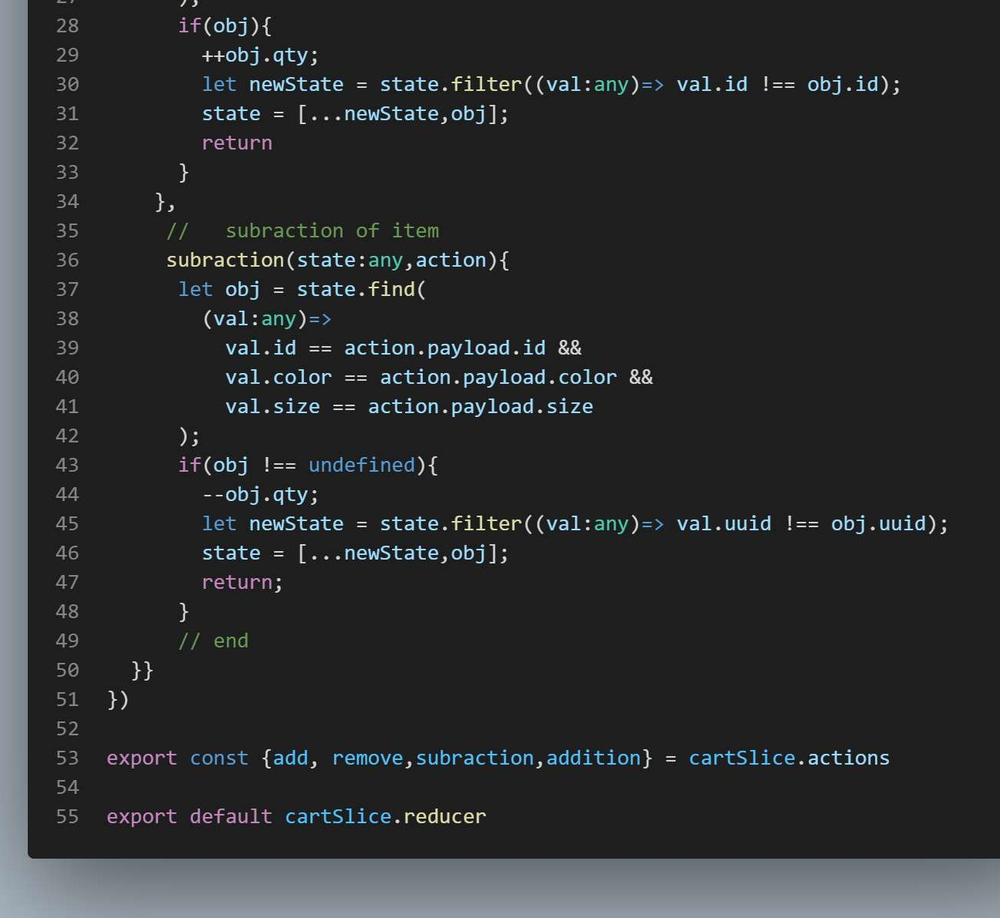 27 );
28 if(obj){
29 ++obj.qty;
30 let newState = state.filter((val:any)=> val.id !== obj.id);
31 state = [...newState,obj];
32 return
33 }
34 },
35 //   subraction of item
36 subraction(state:any,action){
37 let obj = state.find(
38 (val:any)=>
39 val.id == action.payload.id &&
40 val.color == action.payload.color &&
41 val.size == action.payload.size
42 );
43 if(obj !== undefined){
44 --obj.qty;
45 let newState = state.filter((val:any)=> val.uuid !== obj.uuid);
46 state = [...newState,obj];
47 return;
48 }
49 // end
50 }}
51 })
52
53 export const {add, remove,subraction,addition} = cartSlice.actions
54
55 export default cartSlice.reducer